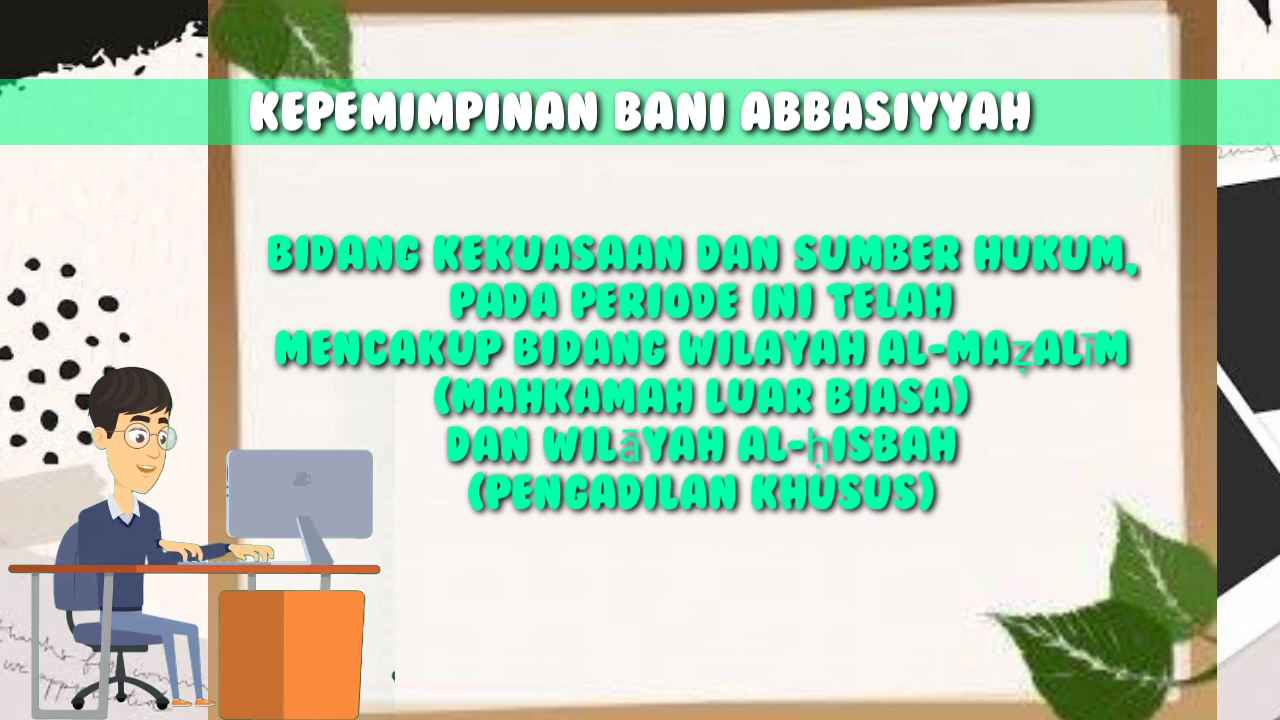 KEPEMIMPINAN BANI ABBASIYYAH
BIDANG KEKUASAAN DAN SUMBER HUKUM,
PADA PERIODE INI TELAH
MENCAKUP BIDANG WILAYAH AL-MAẓALĪM
(MAHKAMAH LUAR BIASA)
DAN WILāYAH AL-ḥISBAH
(PENGADILAN KHUSUS)